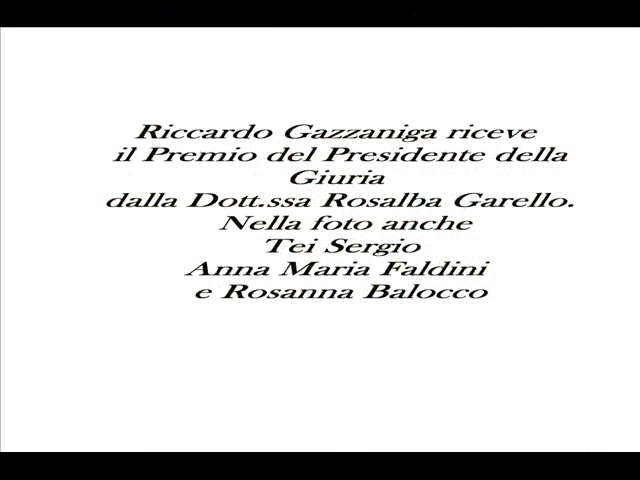 Riccardo Gazzaniga riceve
il Premio del Presidente della
Giuria
dalla Dott.ssa Rosalba Garello.
Nella foto anche
Tei Sergio
Anna Maria Faldini
e Rosanna Balocco